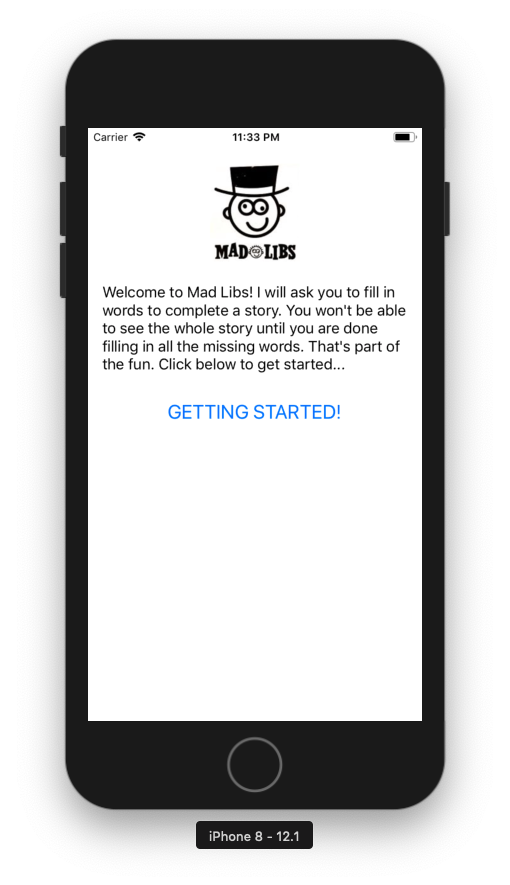 Carrier
11:33 PM
MAD LIBS
Welcome to Mad Libs! I will ask you to fill in
words to complete a story. You won't be able
to see the whole story until you are done
filling in all the missing words. That's part of
the fun. Click below to get started...
GETTING STARTED!
iPhone 8 - 12.1